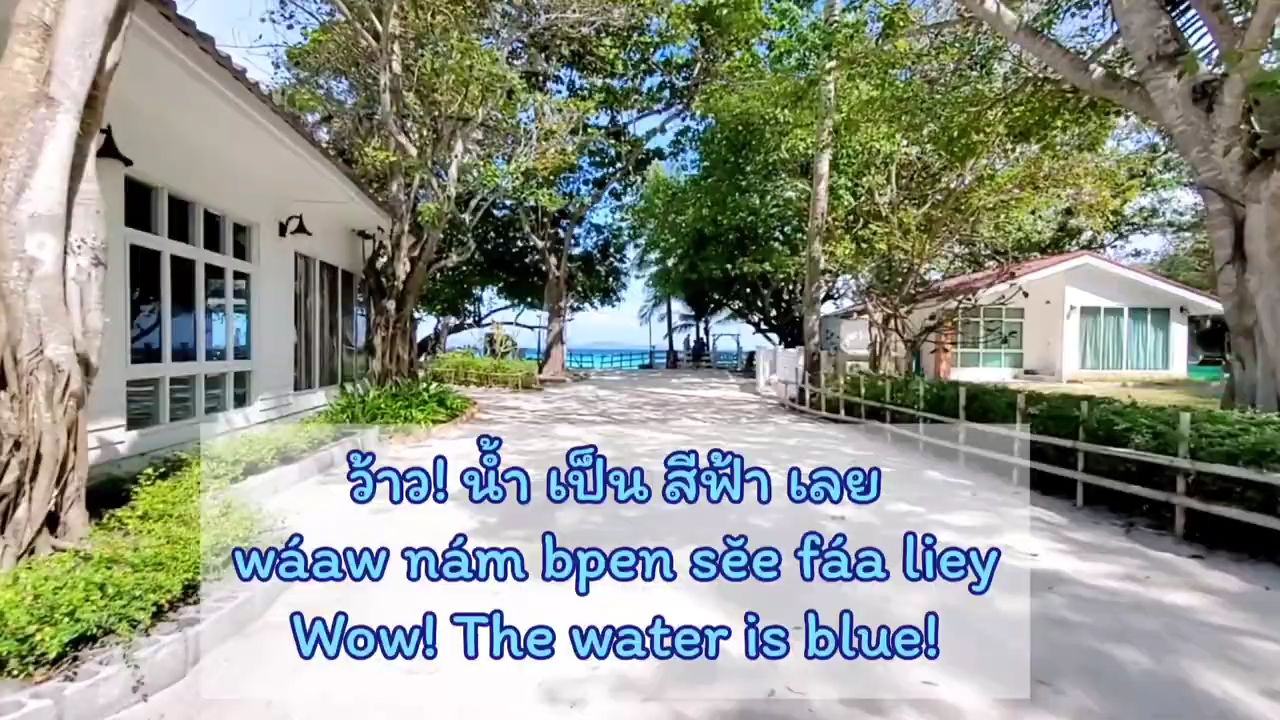 ว้าว! น้ำ เป็น สีฟ้า เลย
wáaw nám bpen sĕe fáa liey
Wow! The water is blue!